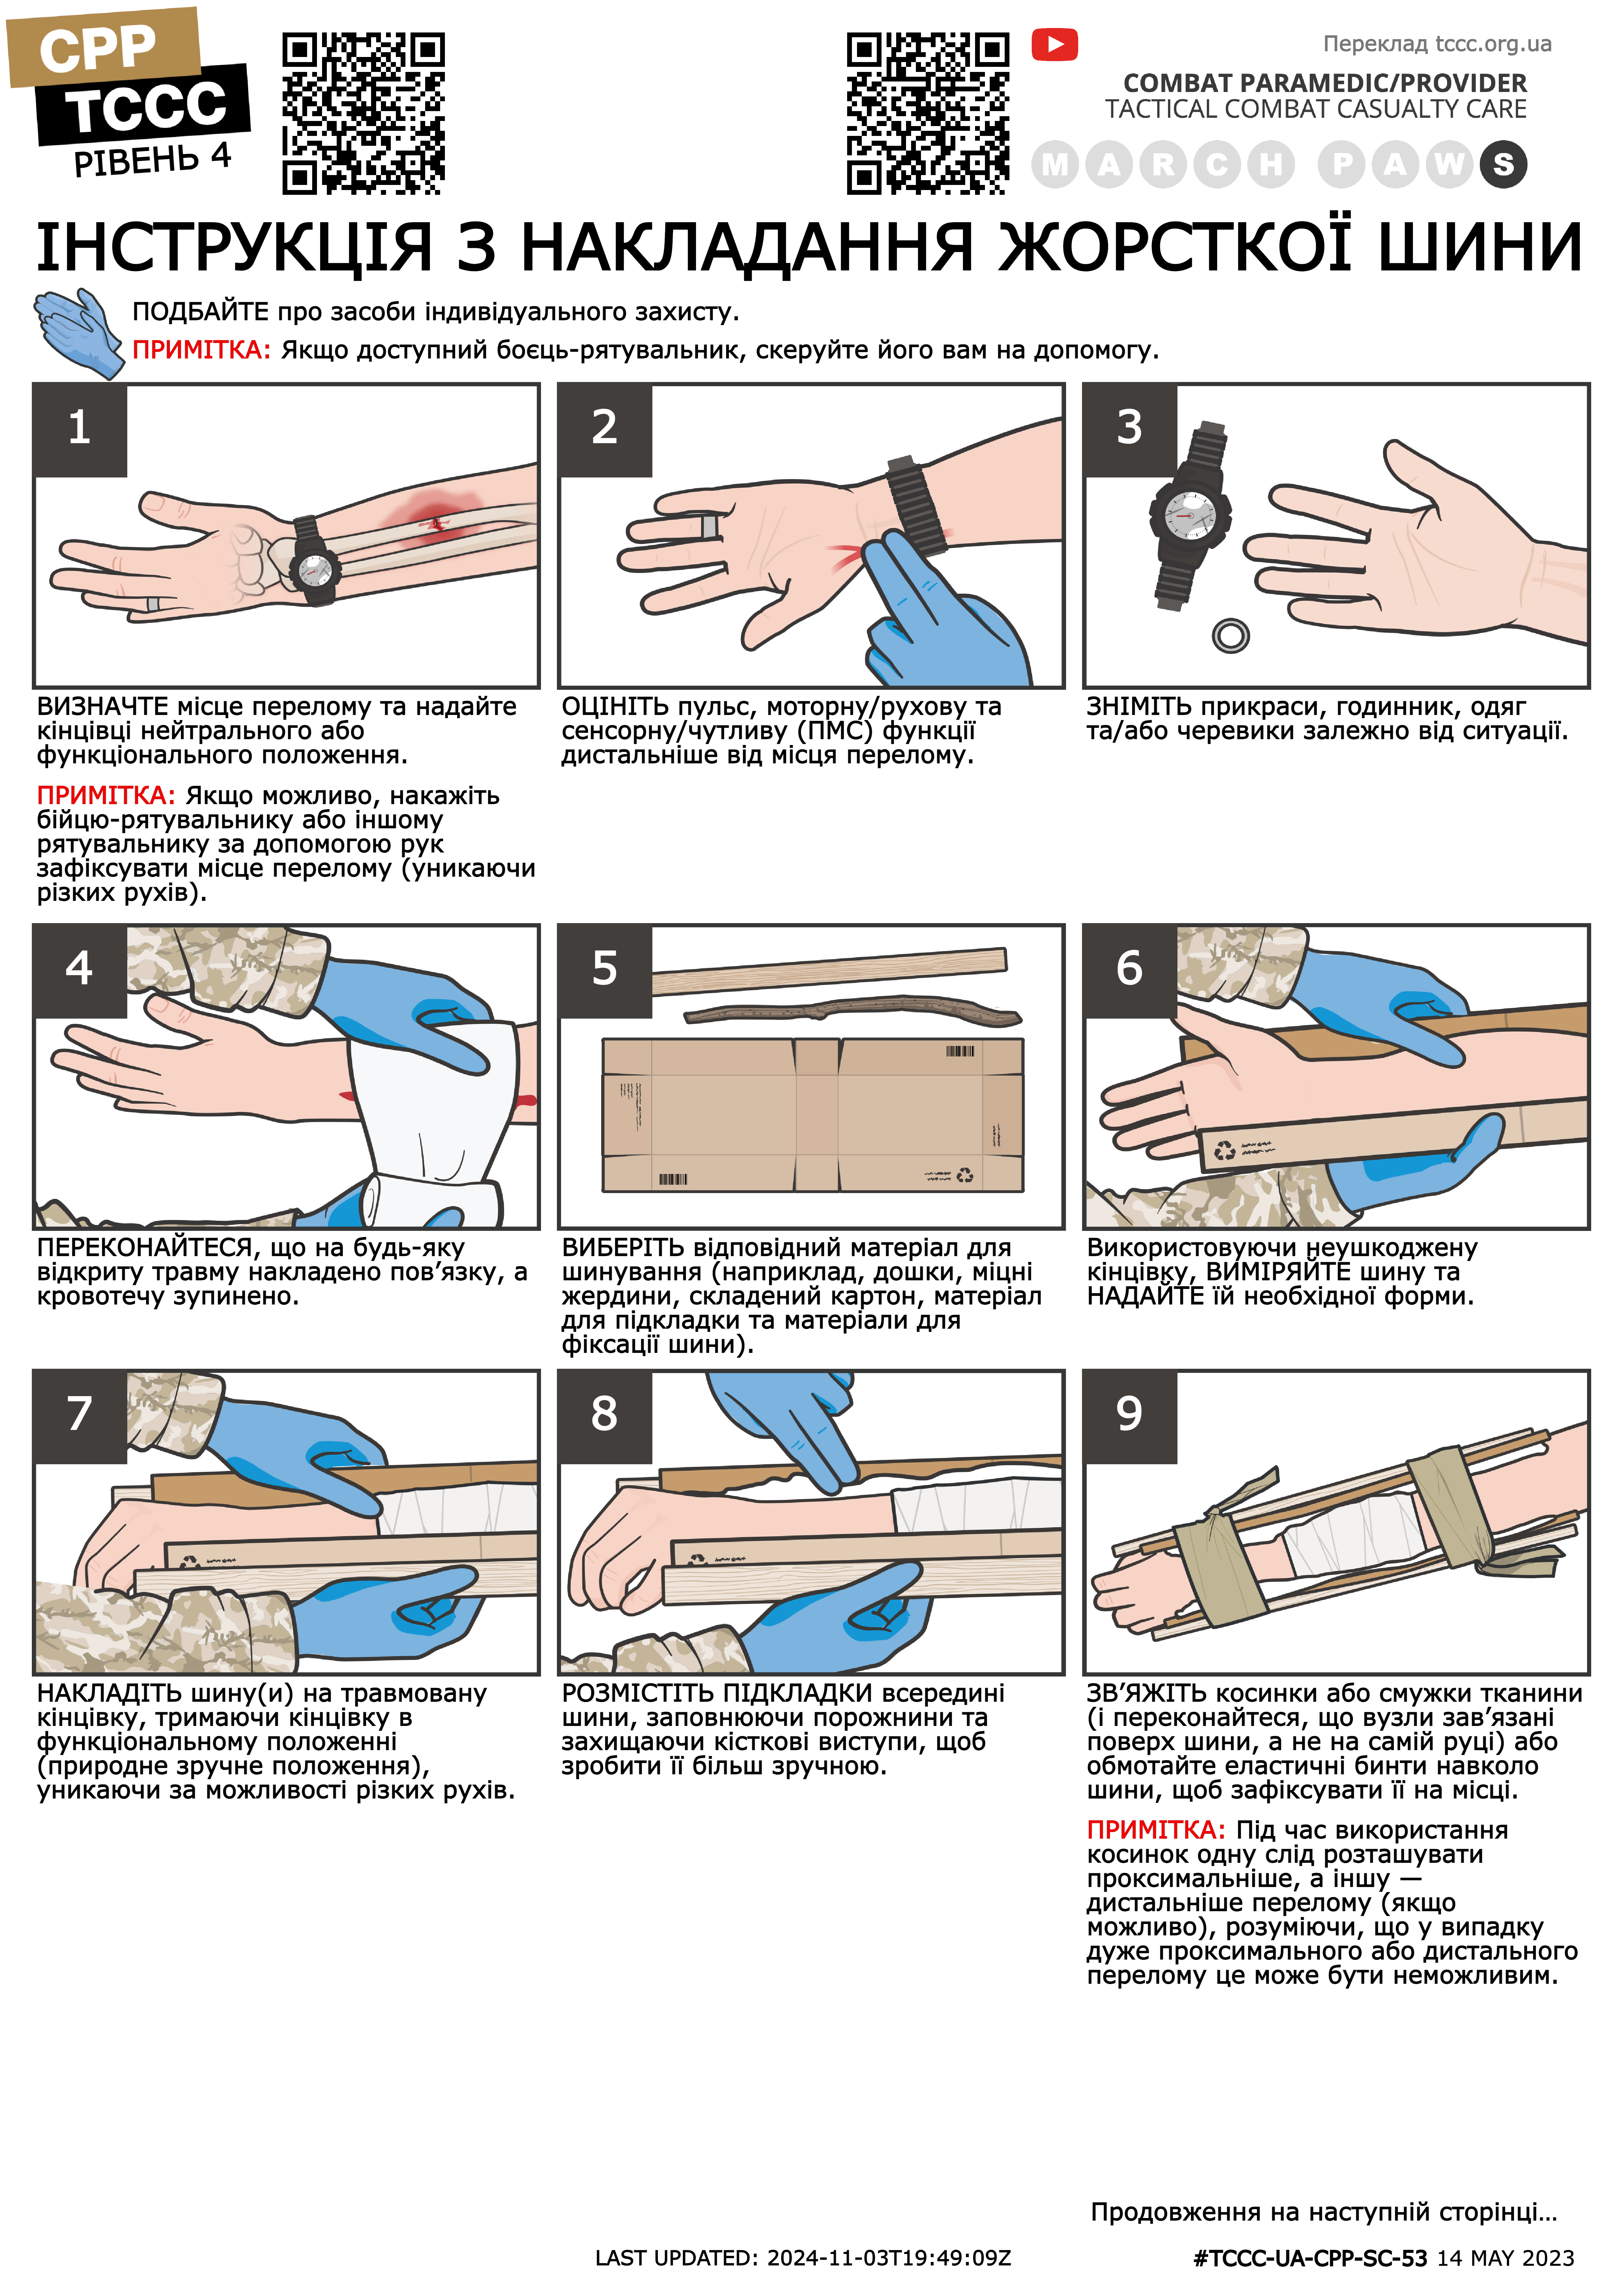 CPP
TCCC
РІВЕНЬ 4
Переклад tccc.org.ua
COMBAT PARAMEDIC/PROVIDER
TACTICAL COMBAT CASUALTY CARE
M A R C H P A W S
ІНСТРУКЦІЯ З НАКЛАДАННЯ ЖОРСТКОЇ ШИНИ
ПОДБАЙТЕ про засоби індивідуального захисту.
ПРИМІТКА: Якщо доступний боєць-рятувальник, скеруйте його вам на допомогу.
1
ВИЗНАЧТЕ місце перелому та надайте
кінцівці нейтрального або
функціонального положення.
ПРИМІТКА: Якщо можливо, накажіть
бійцю-рятувальнику або іншому
рятувальнику за допомогою рук
зафіксувати місце перелому (уникаючи
різких рухів).
2
ОЦІНІТЬ пульс, моторну/рухову та
сенсорну/чутливу (ПМС) функції
дистальніше від місця перелому.
3
ЗНІМІТЬ прикраси, годинник, одяг
та/або черевики залежно від ситуації.
4
ПЕРЕКОНАЙТЕСЯ, що на будь-яку
відкриту травму накладено пов’язку, а
кровотечу зупинено.
5
ВИБЕРІТЬ відповідний матеріал для
шинування (наприклад, дошки, міцні
жердини, складений картон, матеріал
для підкладки та матеріали для
фіксації шини).
6
Використовуючи неушкоджену
кінцівку, ВИМІРЯЙТЕ шину та
НАДАЙТЕ їй необхідної форми.
7
НАКЛАДІТЬ шину(и) на травмовану
кінцівку, тримаючи кінцівку в
функціональному положенні
(природне зручне положення),
уникаючи за можливості різких рухів.
8
РОЗМІСТІТЬ ПІДКЛАДКИ всередині
шини, заповнюючи порожнини та
захищаючи кісткові виступи, щоб
зробити її більш зручною.
9
ЗВ’ЯЖІТЬ косинки або смужки тканини
(і переконайтеся, що вузли зав’язані
поверх шини, а не на самій руці) або
обмотайте еластичні бинти навколо
шини, щоб зафіксувати її на місці.
ПРИМІТКА: Під час використання
косинок одну слід розташувати
проксимальніше, а іншу —
дистальніше перелому (якщо
можливо), розуміючи, що у випадку
дуже проксимального або дистального
перелому це може бути неможливим.
Продовження на наступній сторінці...
LAST UPDATED: 2024-11-03T19:49:09Z
#TCCC-UA-CPP-SC-53 14 MAY 2023